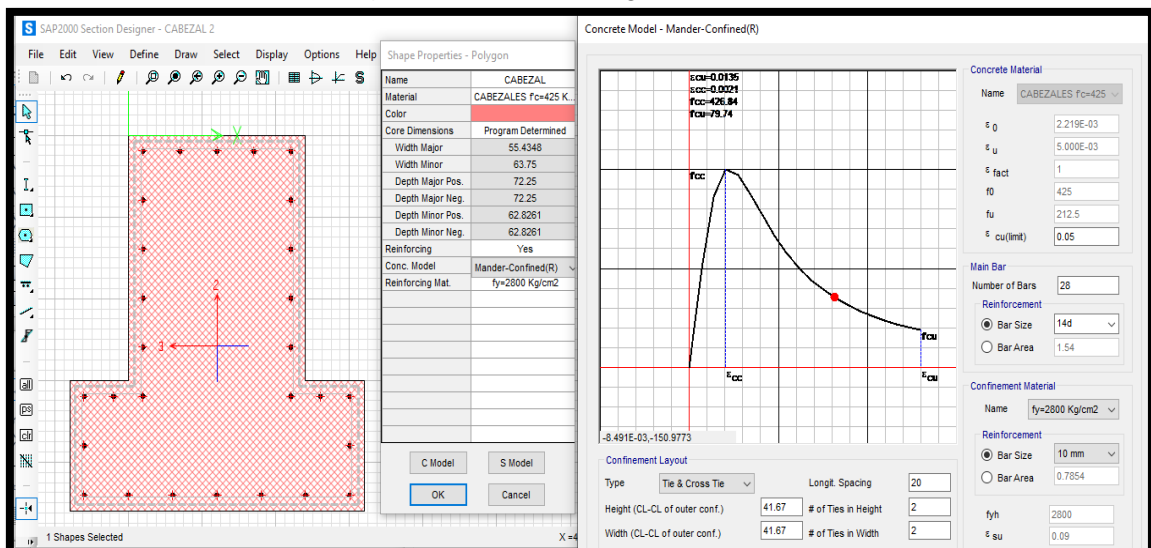 SAP2000 Section Designer - CABEZAL 2
File Edit View Define Draw Select Display Options Help
S
X
2
3
all
ps
clr
1 Shapes Selected
X =4
Shape Properties - Polygon
Name CABEZAL
Material CABEZALES f'c=425 K..
Color
Core Dimensions Program Determined
Width Major 55.4348
Width Minor 63.75
Depth Major Pos. 72.25
Depth Major Neg. 72.25
Depth Minor Pos. 62.8261
Depth Minor Neg. 62.8261
Reinforcing Yes
Conc. Model Mander-Confined(R)
Reinforcing Mat. fy=2800 Kg/cm2
C Model S Model
OK Cancel
Concrete Model - Mander-Confined(R)
εcu=0.0135
εcc=0.0021
f'cc=426.84
f'cu=79.74
f'cc
f'cu
εcc
εcu
-8.491E-03,-150.9773
Confinement Layout
Type Tie & Cross Tie Longit. Spacing 20
Height (CL-CL of outer conf.) 41.67 # of Ties in Height 2
Width (CL-CL of outer conf.) 41.67 # of Ties in Width 2
Concrete Material
Name CABEZALES f'c=425
ε 0 2.219E-03
ε u 5.000E-03
ε fact 1
f0 425
fu 212.5
ε cu(limit) 0.05
Main Bar
Number of Bars 28
Reinforcement
Bar Size 14d
Bar Area 1.54
Confinement Material
Name fy=2800 Kg/cm2
Reinforcement
Bar Size 10 mm
Bar Area 0.7854
fyh 2800
ε su 0.09